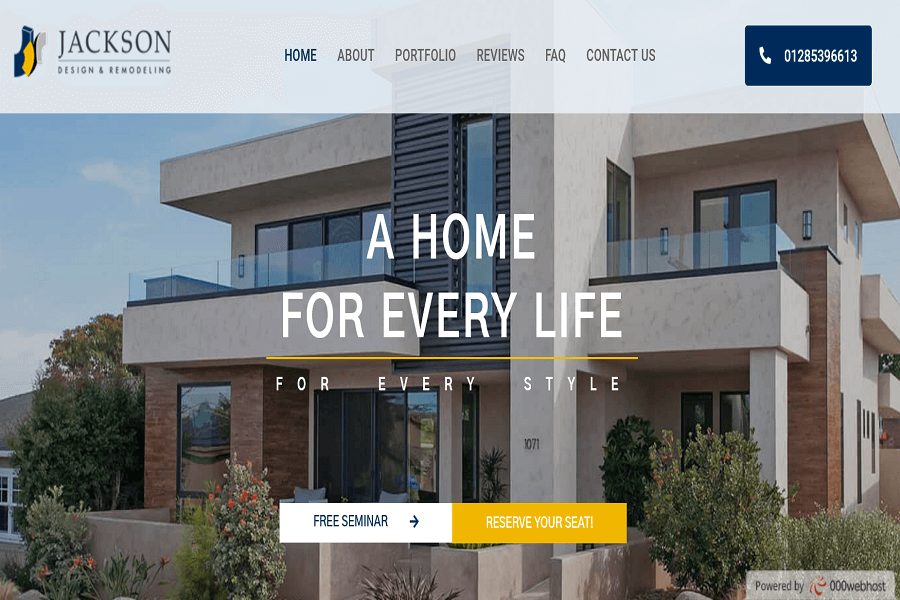 JACKSON
DESIGN & REMODELING
HOME ABOUT PORTFOLIO REVIEWS FAQ CONTACT US
01285396613
A HOME
FOR EVERY LIFE
FOR EVERY STYLE
1071
FREE SEMINAR
RESERVE YOUR SEAT!
Powered by 000webhost